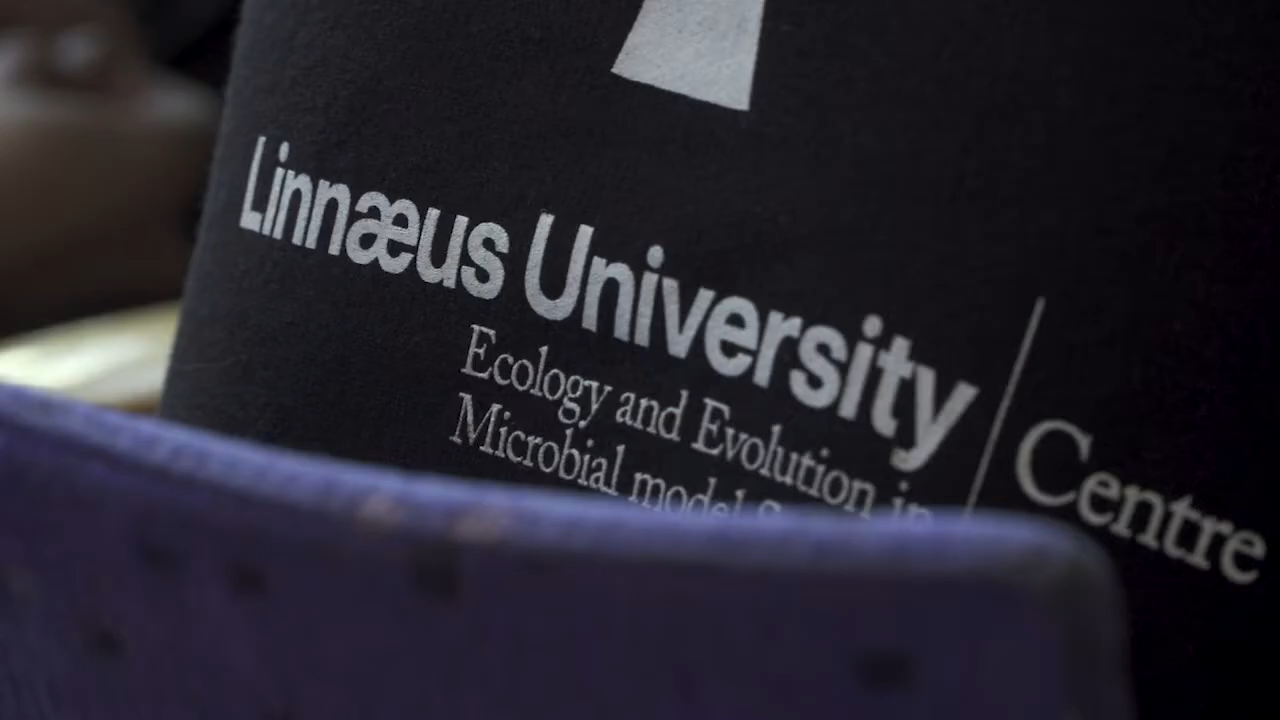 Linnæus University | Centre
Ecology and Evolution in
Microbial model